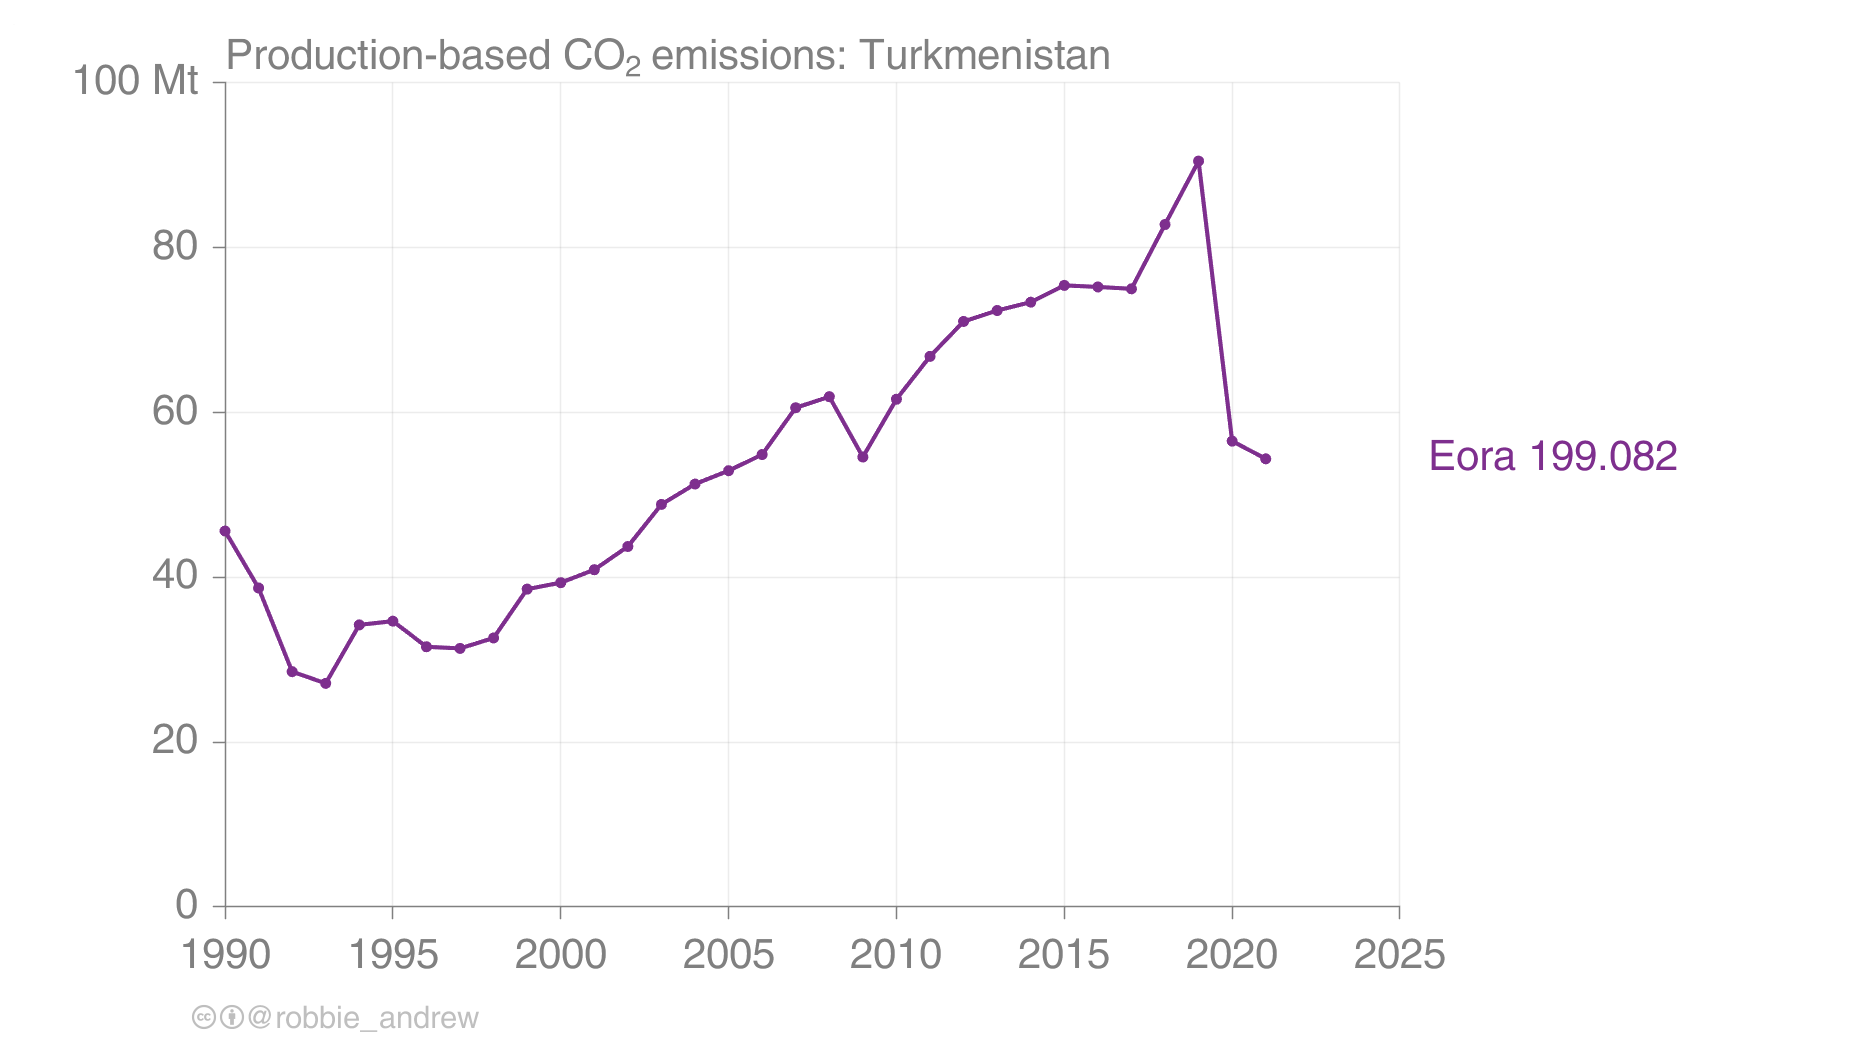 Production-based CO₂ emissions: Turkmenistan
100 Mt
80
60
40
20
0
1990 1995 2000 2005 2010 2015 2020 2025
Eora 199.082
@robbie_andrew